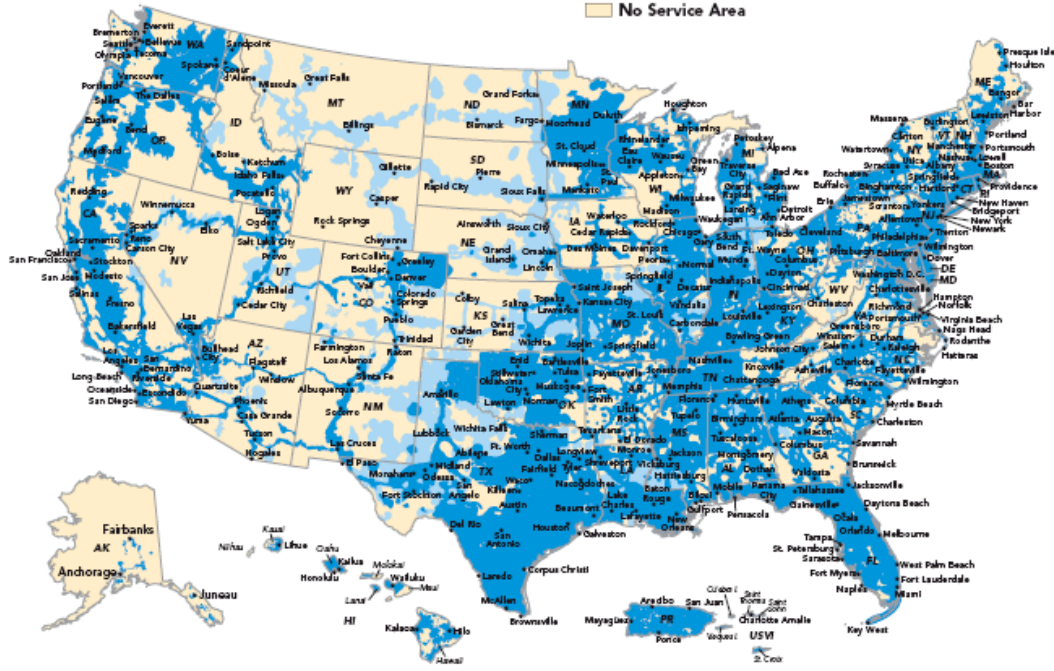 No Service Area
Everett
Bremerton
Seattle
Bellevue
WA
Sandpoint
Olympia
Tacoma
Spokane
Coeur
d'Alene
Vancouver
Portland
The Dalles
Salem
Eugene
Bend
OR
Medford
Missoula
Great Falls
MT
Billings
ID
Boise
Ketchum
Idaho Falls
Pocatello
Grand Forks
ND
Bismarck
Fargo
SD
Pierre
Rapid City
Sioux Falls
Gillette
WY
Casper
Rock Springs
Cheyenne
MN
Moorhead
Duluth
St. Cloud
Minneapolis
St.
Paul
Mankato
Houghton
Ishpeming
Rhinelander
Eau
Claire
Wausau
Green
Bay
Appleton
WI
Madison
Milwaukee
Waukegan
Petoskey
Alpena
MI
Traverse
City
Bad Axe
Grand
Rapids
Saginaw
Flint
Lansing
Detroit
Ann Arbor
Presque Isle
Houlton
ME
Bangor
Bar
Harbor
Lewiston
Portland
Massena
Burlington
VT
NH
Clinton
NY
Manchester
Portsmouth
Watertown
Utica
Nashua
Lowell
Syracuse
Albany
Boston
Rochester
Springfield
MA
Buffalo
Binghamton
Hartford
CT
RI
Providence
Erie
Jamestown
Scranton
Yonkers
New Haven
Bridgeport
New York
Newark
Allentown
NJ
Trenton
PA
Philadelphia
Wilmington
Pittsburgh
Baltimore
Dover
Washington D.C.
DE
MD
Redding
CA
Winnemucca
Elko
Sparks
Reno
Carson City
NV
Sacramento
Oakland
San Francisco
Stockton
San Jose
Modesto
Salinas
Fresno
Bakersfield
Las
Vegas
Los
Angeles
San
Bernardino
Riverside
Long Beach
Oceanside
Escondido
San Diego
Logan
Ogden
Salt Lake City
Provo
UT
Richfield
Cedar City
Bullhead
City
AZ
Flagstaff
Winslow
Quartzsite
Phoenix
Casa Grande
Yuma
Tucson
Nogales
Fort Collins
Greeley
Boulder
Denver
Vail
CO
Colorado
Springs
Pueblo
Trinidad
Farmington
Raton
Los Alamos
Santa Fe
Albuquerque
NM
Socorro
Las Cruces
El Paso
Ainsworth
Sioux City
NE
Grand
Island
Omaha
Lincoln
Colby
Salina
Topeka
Lawrence
KS
Garden
City
Great
Bend
Wichita
IA
Waterloo
Cedar Rapids
Des Moines
Davenport
Rockford
Chicago
Peoria
Normal
Springfield
IL
Decatur
Vandalia
Carbondale
Saint Joseph
Kansas City
MO
St. Louis
Joplin
Springfield
Gary
South
Bend
Ft. Wayne
Muncie
Indianapolis
IN
Toledo
Cleveland
OH
Columbus
Dayton
Cincinnati
WV
Charleston
Lexington
Louisville
KY
Bowling Green
Charlottesville
Richmond
VA
Portsmouth
Hampton
Norfolk
Virginia Beach
Nags Head
Rodanthe
Hatteras
Greensboro
Winston-
Salem
Durham
Raleigh
NC
Johnson City
Knoxville
Asheville
Charlotte
Fayetteville
Wilmington
Nashville
TN
Chattanooga
Memphis
Florence
Columbia
SC
Myrtle Beach
Charleston
Enid
Bartlesville
Stillwater
Tulsa
Oklahoma
City
Muskogee
Norman
OK
Lawton
Fayetteville
Jonesboro
Fort
Smith
AR
Little
Rock
Texarkana
El Dorado
Amarillo
Lubbock
Wichita Falls
Sherman
Abilene
Ft. Worth
Dallas
Longview
Tyler
Midland
Odessa
TX
Fairfield
Monahans
San
Angelo
Waco
Killeen
Nacogdoches
Fort Stockton
Austin
Beaumont
Del Rio
Houston
Galveston
San
Antonio
Laredo
Corpus Christi
McAllen
Brownsville
Shreveport
Monroe
LA
Lake
Charles
Baton
Rouge
Lafayette
New
Orleans
Florence
Huntsville
Tupelo
MS
Vicksburg
Jackson
Hattiesburg
Biloxi
Gulfport
Birmingham
Tuscaloosa
Montgomery
AL
Dothan
Mobile
Pensacola
Athens
Atlanta
Augusta
Macon
Columbus
GA
Valdosta
Savannah
Brunswick
Panama
City
Tallahassee
Jacksonville
Gainesville
Daytona Beach
Ocala
Orlando
Melbourne
Tampa
St. Petersburg
Sarasota
FL
West Palm Beach
Fort Myers
Fort Lauderdale
Naples
Miami
Key West
Fairbanks
AK
Anchorage
Juneau
Kauai
Niihau
Lihue
Oahu
Kailua
Honolulu
Molokai
Lanai
Wailuku
Maui
HI
Kalaoa
Hilo
Hawaii
Arecibo
San Juan
Mayagüez
PR
Ponce
Culebra
Vieques
Saint
Thomas
Saint
John
Charlotte Amalie
USVI
St. Croix